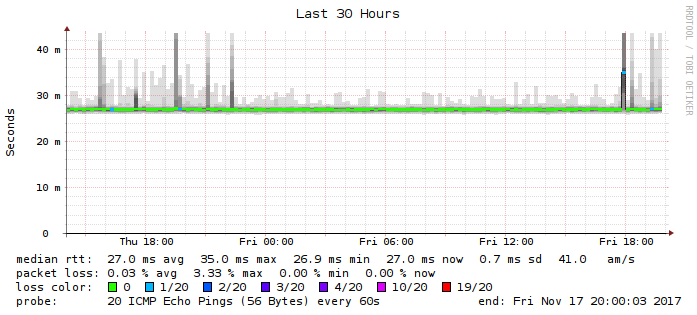 Last 30 Hours
RRDTOOL / TOBI OETIKER
Seconds
40 m
30 m
20 m
10 m
0
Thu 18:00 Fri 00:00 Fri 06:00 Fri 12:00 Fri 18:00
median rtt: 27.0 ms avg 35.0 ms max 26.9 ms min 27.0 ms now 0.7 ms sd 41.0 am/s
packet loss: 0.03 % avg 3.33 % max 0.00 % min 0.00 % now
loss color: 0 1/20 2/20 3/20 4/20 10/20 19/20
probe: 20 ICMP Echo Pings (56 Bytes) every 60s end: Fri Nov 17 20:00:03 2017